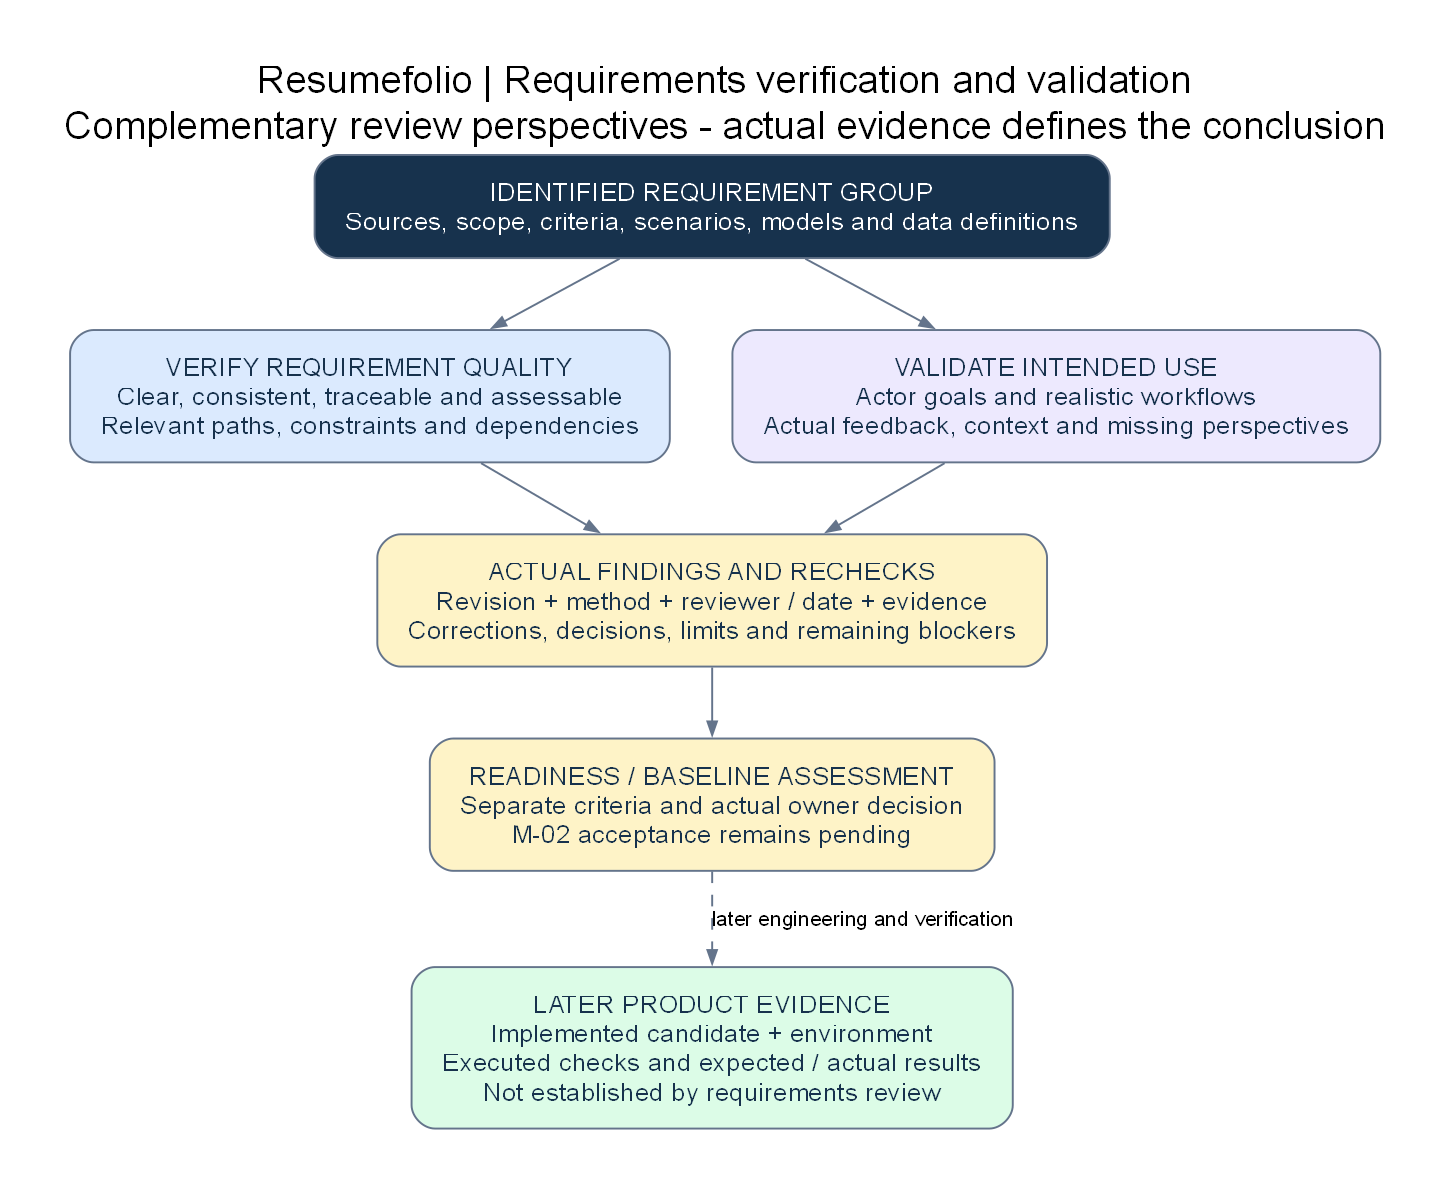 Resumefolio | Requirements verification and validation
Complementary review perspectives - actual evidence defines the conclusion
IDENTIFIED REQUIREMENT GROUP
Sources, scope, criteria, scenarios, models and data definitions
VERIFY REQUIREMENT QUALITY
Clear, consistent, traceable and assessable
Relevant paths, constraints and dependencies
VALIDATE INTENDED USE
Actor goals and realistic workflows
Actual feedback, context and missing perspectives
ACTUAL FINDINGS AND RECHECKS
Revision + method + reviewer / date + evidence
Corrections, decisions, limits and remaining blockers
READINESS / BASELINE ASSESSMENT
Separate criteria and actual owner decision
M-02 acceptance remains pending
later engineering and verification
LATER PRODUCT EVIDENCE
Implemented candidate + environment
Executed checks and expected / actual results
Not established by requirements review